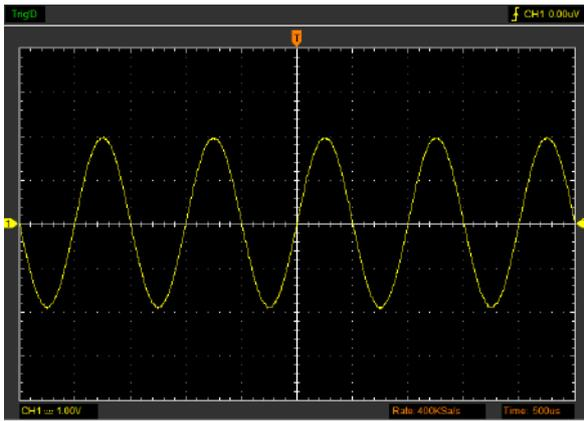 Trig'D
CH1 0.00uV
T
1
CH1 1.00V
Rate: 400KSa/s
Time: 500us